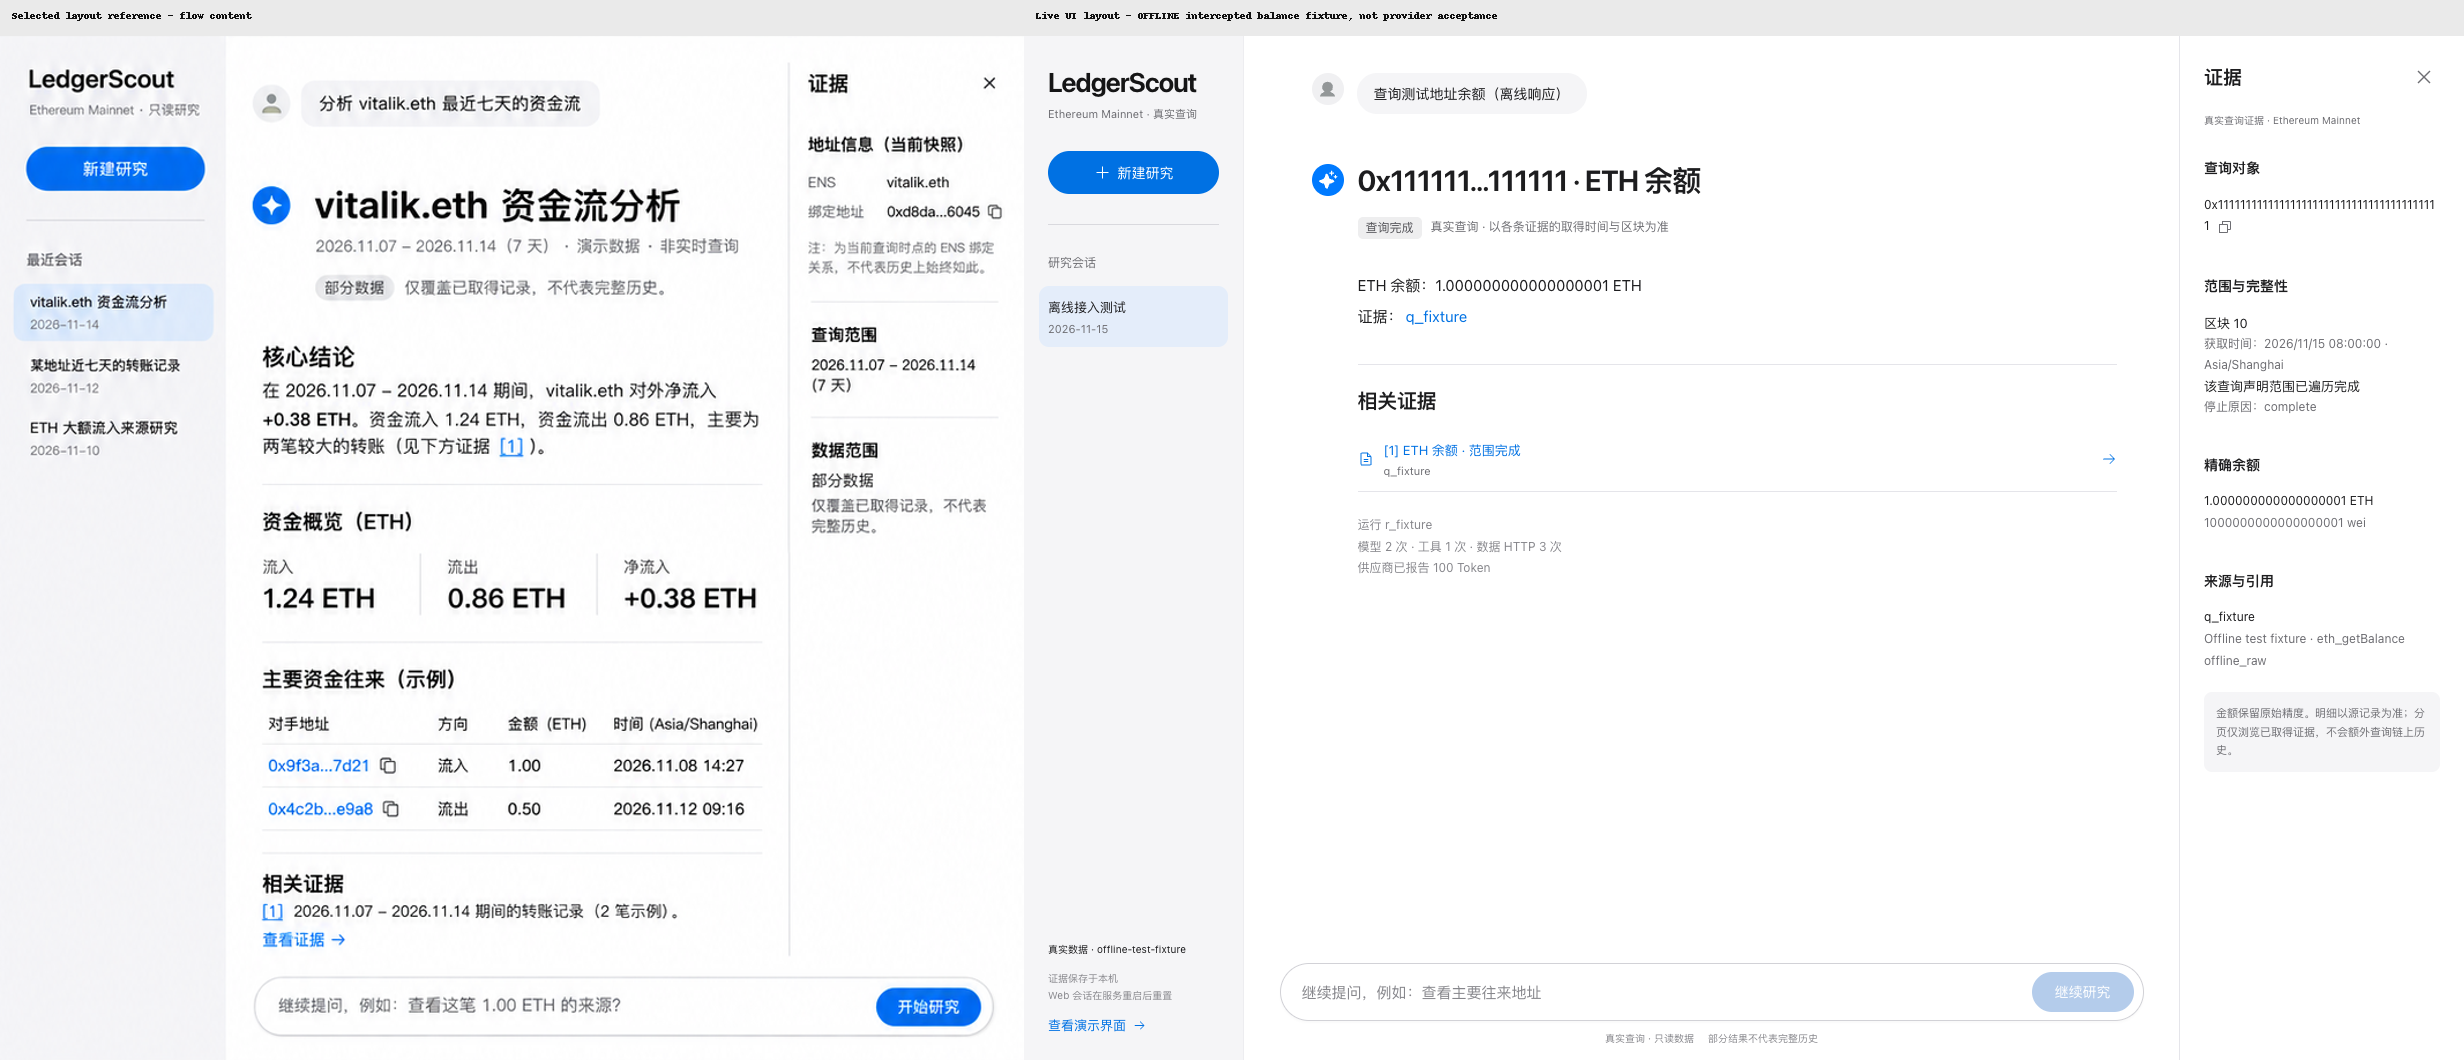 Selected layout reference - flow content
LedgerScout
Ethereum Mainnet · 只读研究
新建研究
最近会话
vitalik.eth 资金流分析
2026-11-14
某地址近七天的转账记录
2026-11-12
ETH 大额流入来源研究
2026-11-10
分析 vitalik.eth 最近七天的资金流
vitalik.eth 资金流分析
2026.11.07 – 2026.11.14（7 天） · 演示数据 · 非实时查询
部分数据 仅覆盖已取得记录，不代表完整历史。
核心结论
在 2026.11.07 – 2026.11.14 期间，vitalik.eth 对外净流入
+0.38 ETH。资金流入 1.24 ETH，资金流出 0.86 ETH，主要为
两笔较大的转账（见下方证据 [1] ）。
资金概览（ETH）
流入 流出 净流入
1.24 ETH 0.86 ETH +0.38 ETH
主要资金往来（示例）
对手地址 方向 金额（ETH) 时间 (Asia/Shanghai)
0x9f3a...7d21 流入 1.00 2026.11.08 14:27
0x4c2b...e9a8 流出 0.50 2026.11.12 09:16
相关证据
[1] 2026.11.07 – 2026.11.14 期间的转账记录（2 笔示例）。
查看证据 →
继续提问，例如：查看这笔 1.00 ETH 的来源？
开始研究
证据
地址信息（当前快照）
ENS vitalik.eth
绑定地址 0xd8da...6045
注：为当前查询时点的 ENS 绑定
关系，不代表历史上始终如此。
查询范围
2026.11.07 – 2026.11.14
(7 天)
数据范围
部分数据
仅覆盖已取得记录，不代表
完整历史。
Live UI layout - OFFLINE intercepted balance fixture, not provider acceptance
LedgerScout
Ethereum Mainnet · 真实查询
＋ 新建研究
研究会话
离线接入测试
2026-11-15
真实数据 · offline-test-fixture
证据保存于本机
Web 会话在服务重启后重置
查看演示界面 →
查询测试地址余额（离线响应）
0x111111...111111 · ETH 余额
查询完成 真实查询 · 以各条证据的取得时间与区块为准
ETH 余额：1.000000000000000001 ETH
证据： q_fixture
相关证据
[1] ETH 余额 · 范围完成 →
q_fixture
运行 r_fixture
模型 2 次 · 工具 1 次 · 数据 HTTP 3 次
供应商已报告 100 Token
继续提问，例如：查看主要往来地址
继续研究
真实查询 · 只读数据 部分结果不代表完整历史
证据
真实查询证据 · Ethereum Mainnet
查询对象
0x111111111111111111111111111111111111111
1
范围与完整性
区块 10
获取时间：2026/11/15 08:00:00 ·
Asia/Shanghai
该查询声明范围已遍历完成
停止原因：complete
精确余额
1.000000000000000001 ETH
1000000000000000001 wei
来源与引用
q_fixture
Offline test fixture · eth_getBalance
offline_raw
金额保留原始精度。明细以源记录为准；分
页仅浏览已取得证据，不会额外查询链上历
史。